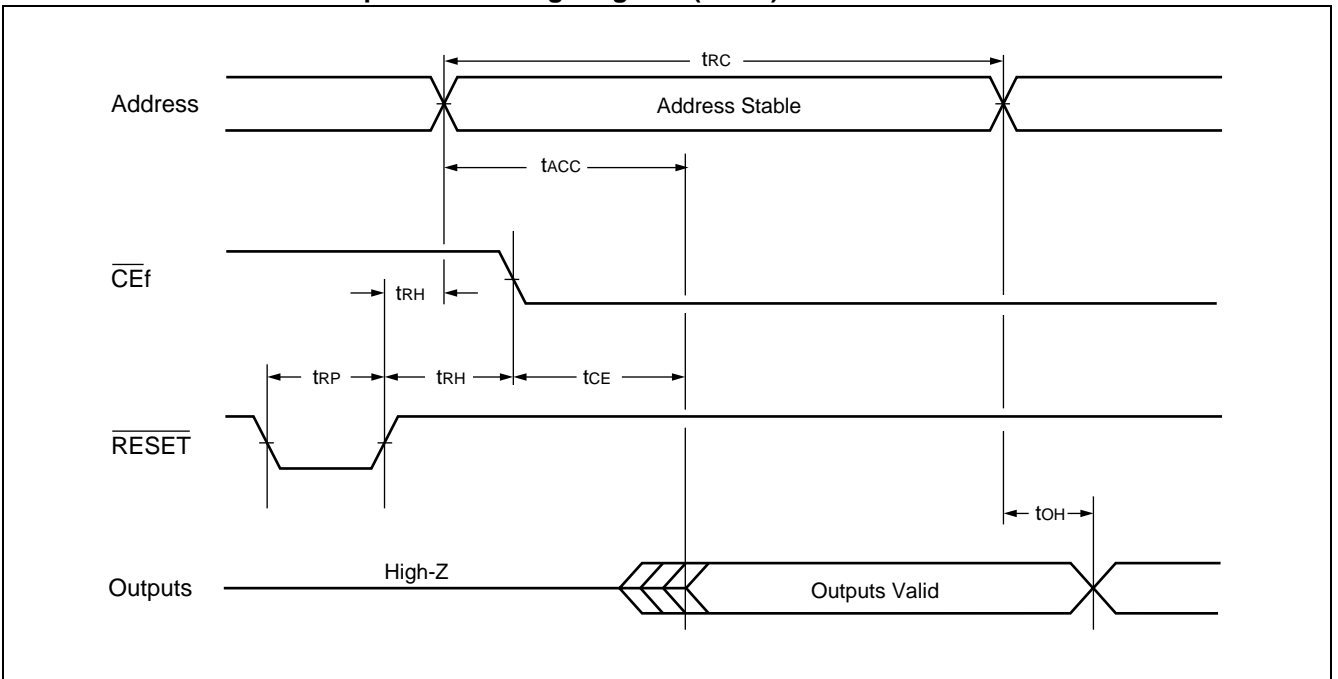 tRC
Address
Address Stable
tACC
CEf
tRH
tRP
tRH
tCE
RESET
tOH
High-Z
Outputs
Outputs Valid